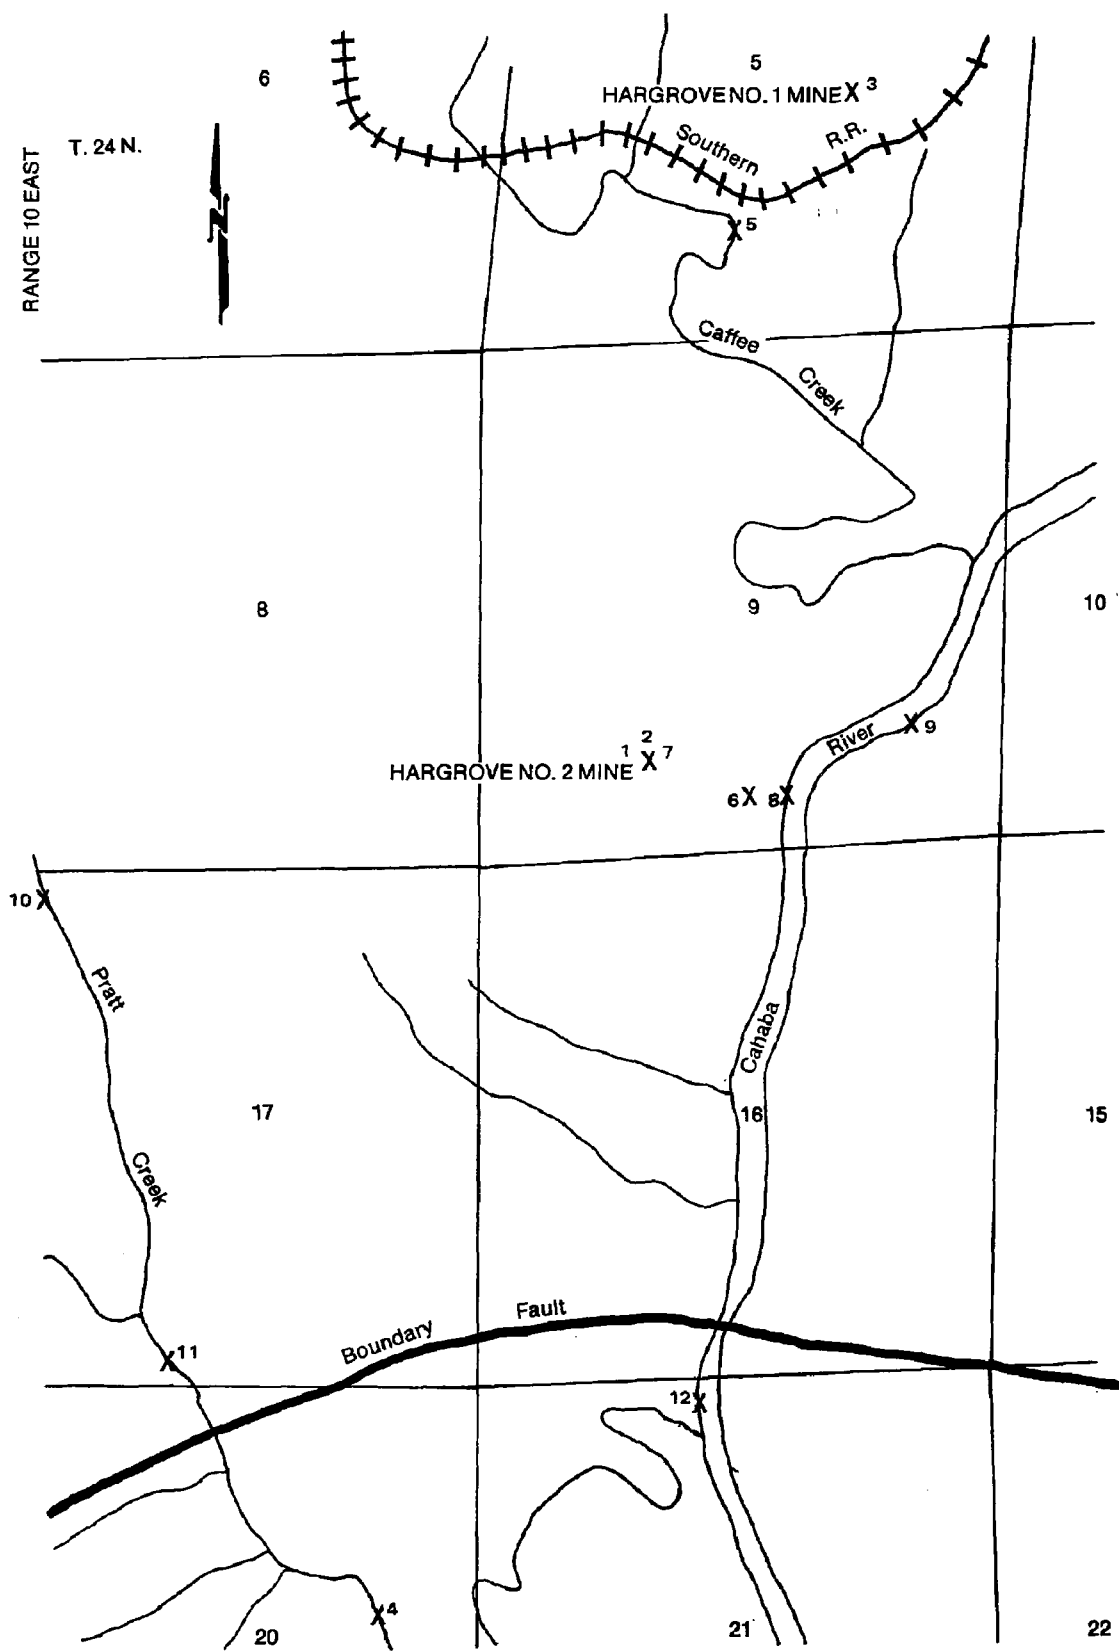 6
5
HARGROVE NO. 1 MINE X 3
T. 24 N.
RANGE 10 EAST
N
Southern R.R.
X 5
Caffee
Creek
8
9
10
River
X 9
1 2
HARGROVE NO. 2 MINE X 7
6 X 8 X
10 X
Pratt
Cahaba
17
16
15
Creek
Boundary Fault
X 11
12 X
X 4
20
21
22